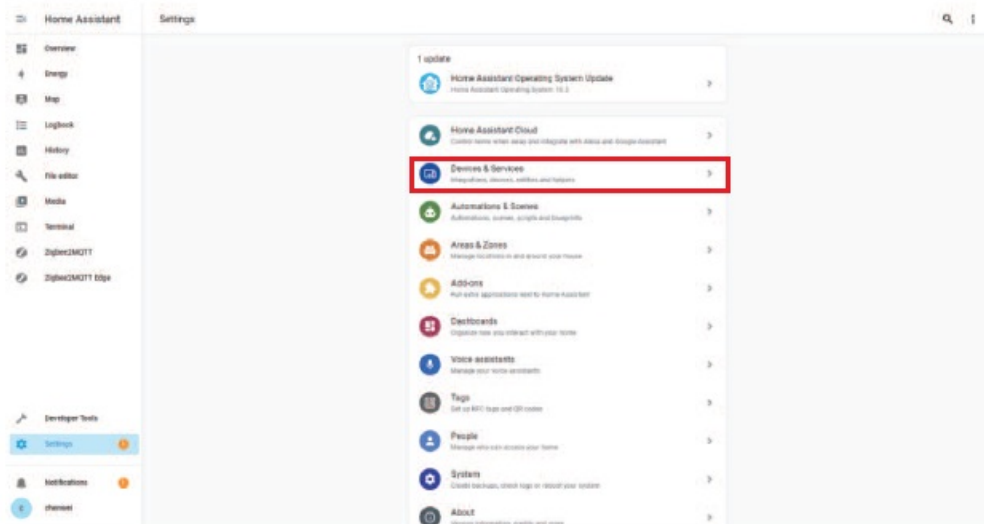 Home Assistant
Settings
Overview
Energy
Map
Logbook
History
File editor
Media
Terminal
Zigbee2MQTT
Zigbee2MQTT Edge
Developer Tools
Settings
Notifications
1 update
Home Assistant Operating System Update
Home Assistant Operating System
Home Assistant Cloud
Control home when away and integrate with Alexa and Google Assistant
Devices & Services
Integrations, devices, entities and helpers
Automations & Scenes
Automations, scenes, scripts and blueprints
Areas & Zones
Manage locations in and around your house
Add-ons
Run extra applications next to Home Assistant
Dashboards
Organize how you interact with your home
Voice assistants
Manage your voice assistants
Tags
Set up NFC tags and QR codes
People
Manage who can access your home
System
Create backups, check logs or reboot your system
About